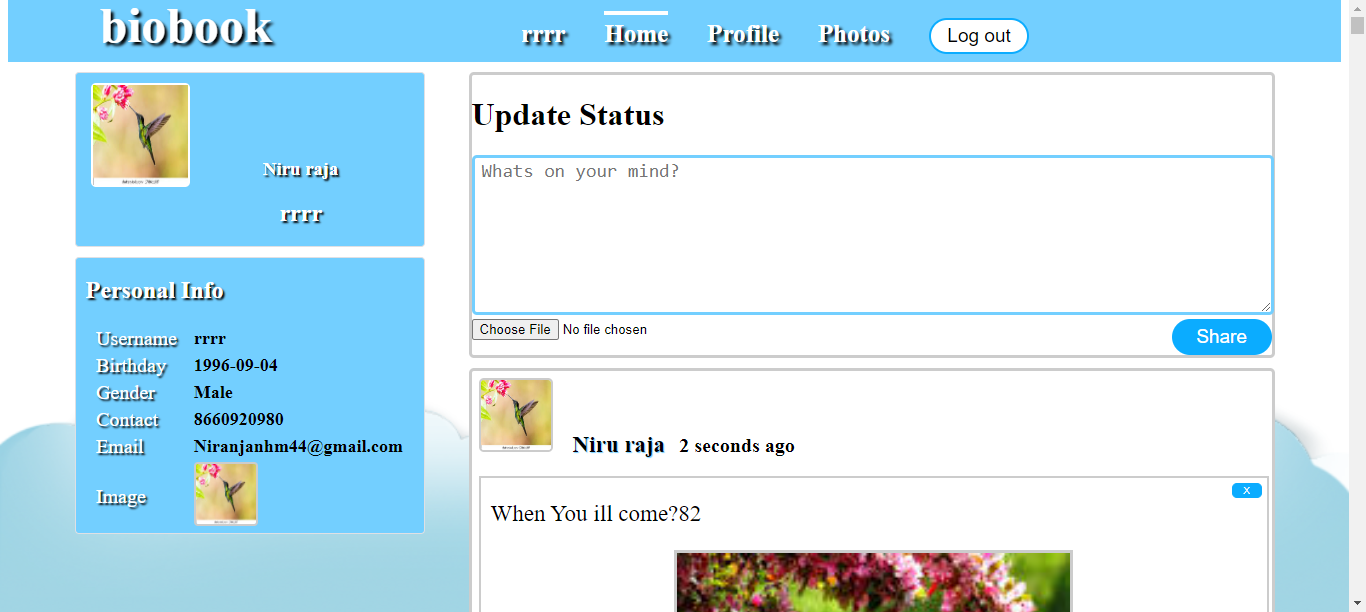 biobook
rrrr Home Profile Photos Log out
Niru raja
rrrr
Personal Info
Username rrrr
Birthday 1996-09-04
Gender Male
Contact 8660920980
Email Niranjanhm44@gmail.com
Image
Update Status
Whats on your mind?
Choose File No file chosen
Share
Niru raja 2 seconds ago
X
When You ill come?82